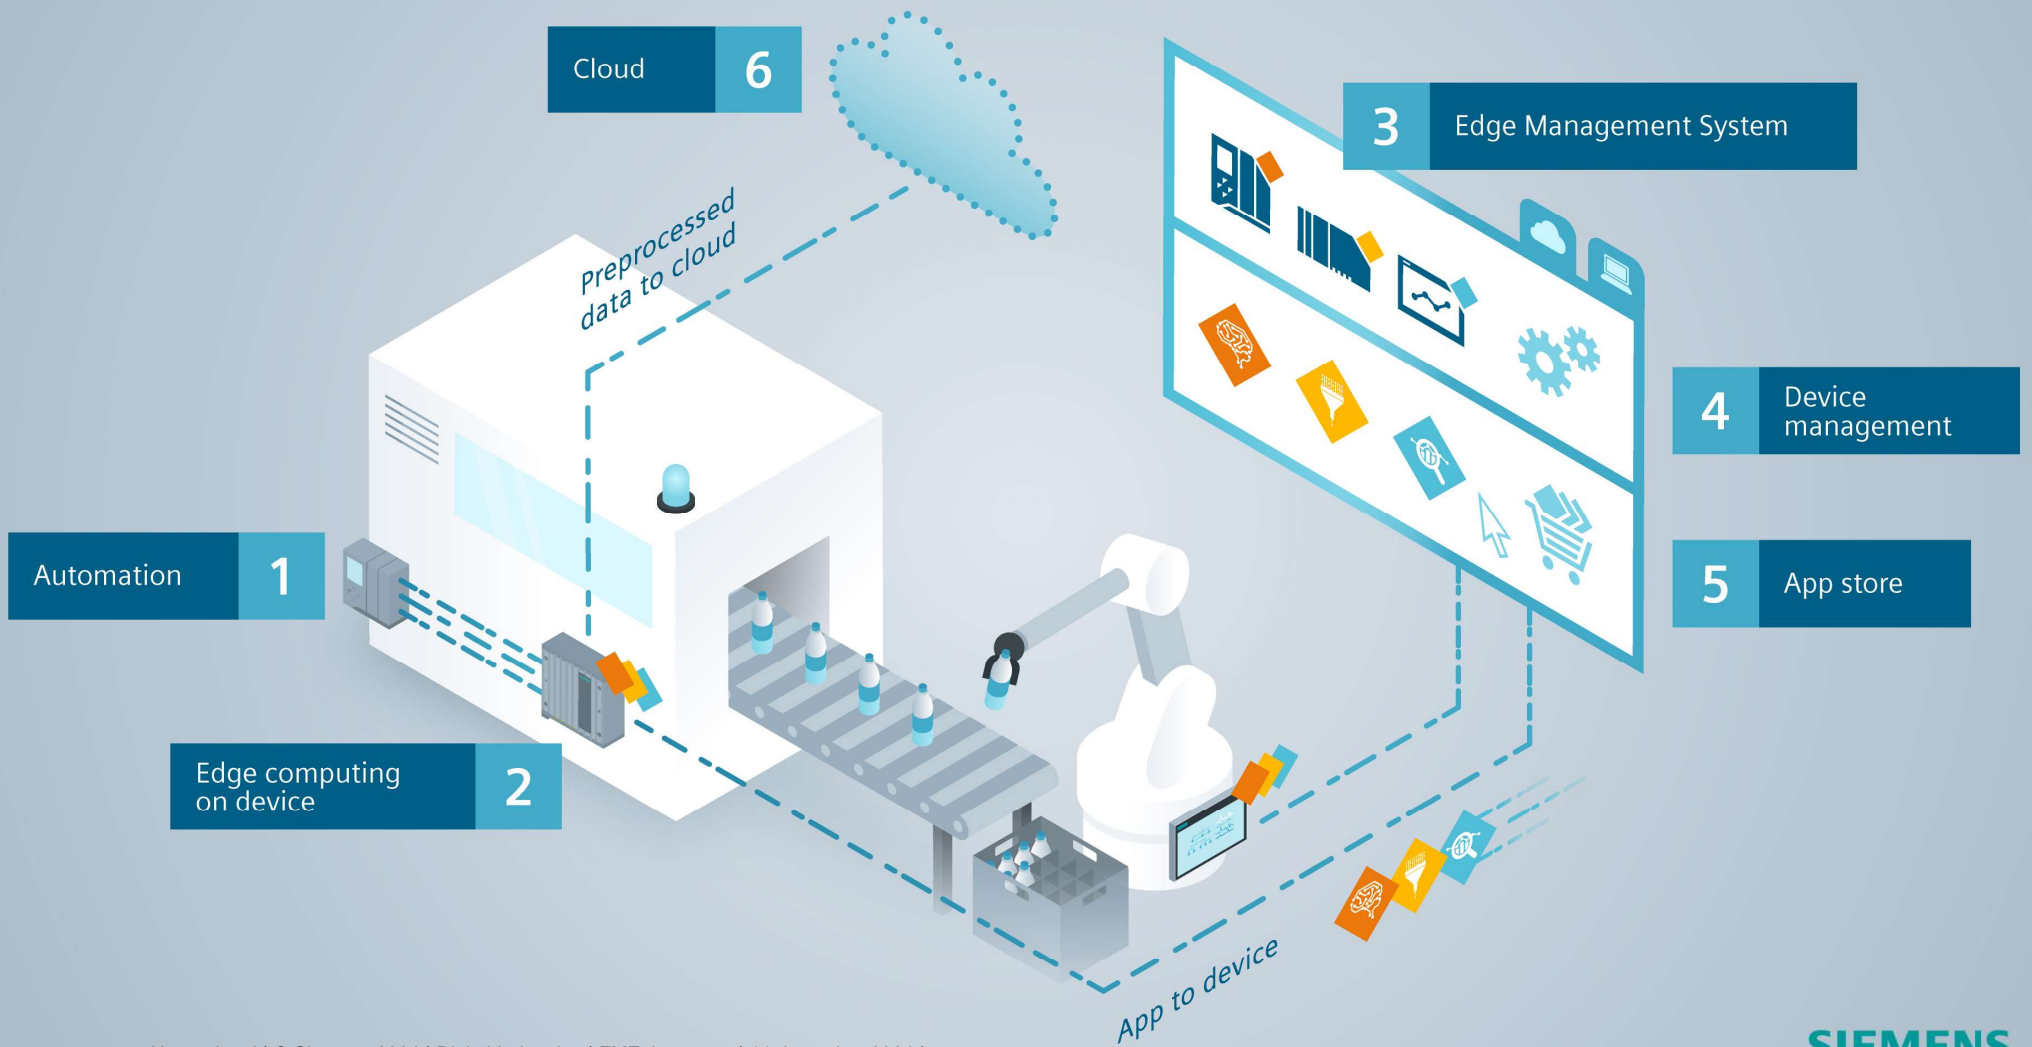 Cloud
6
3
Edge Management System
Preprocessed
data to cloud
4
Device
management
Automation
1
5
App store
Edge computing
on device
2
App to device
SIEMENS